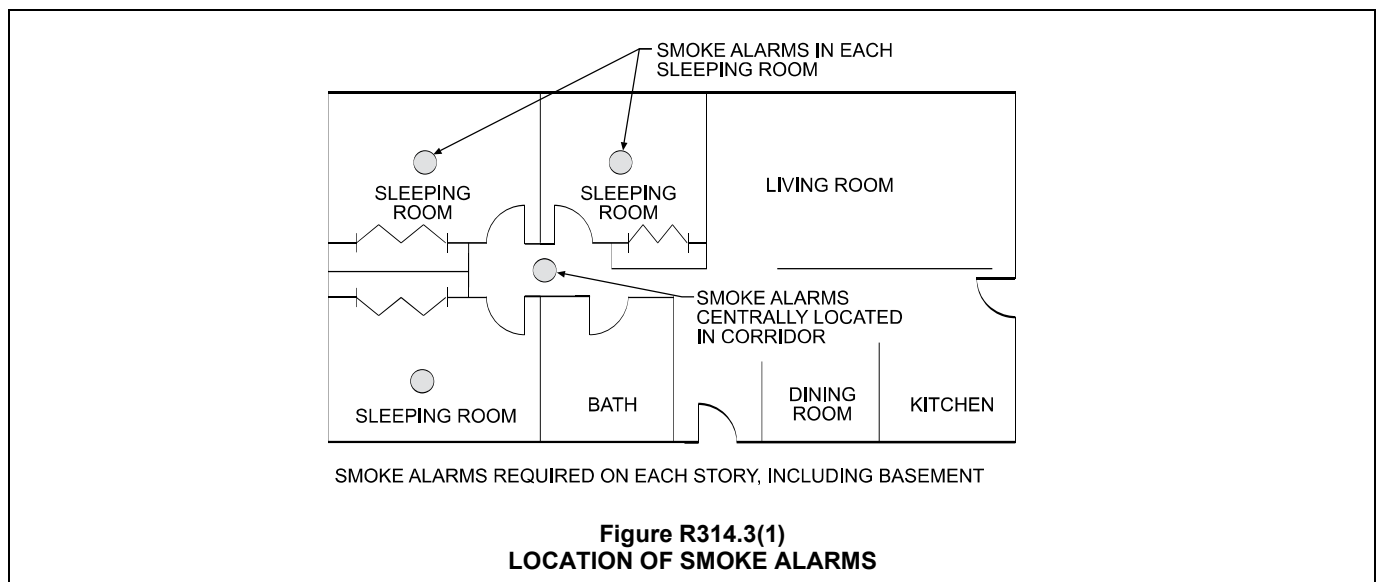 SMOKE ALARMS IN EACH
SLEEPING ROOM
SLEEPING
ROOM
SLEEPING
ROOM
LIVING ROOM
SMOKE ALARMS
CENTRALLY LOCATED
IN CORRIDOR
SLEEPING ROOM
BATH
DINING
ROOM
KITCHEN
SMOKE ALARMS REQUIRED ON EACH STORY, INCLUDING BASEMENT
Figure R314.3(1)
LOCATION OF SMOKE ALARMS